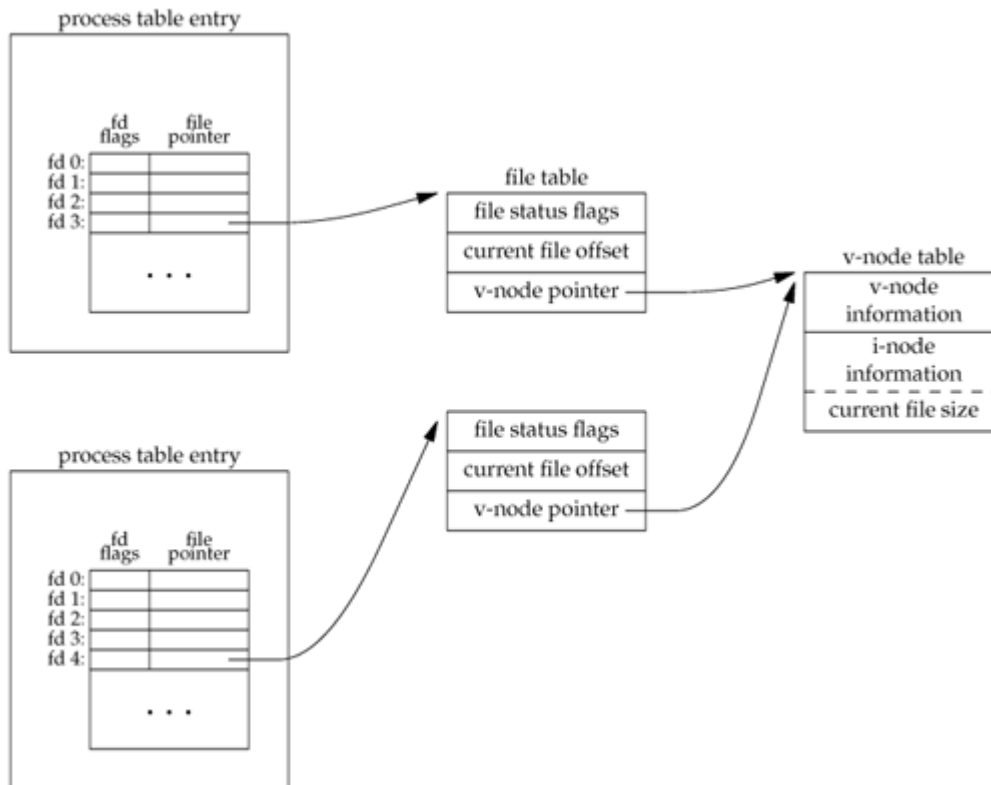 process table entry
fd
flags
file
pointer
fd 0:
fd 1:
fd 2:
fd 3:
. . .
file table
file status flags
current file offset
v-node pointer
v-node table
v-node
information
i-node
information
current file size
file status flags
current file offset
v-node pointer
process table entry
fd
flags
file
pointer
fd 0:
fd 1:
fd 2:
fd 3:
fd 4:
. . .